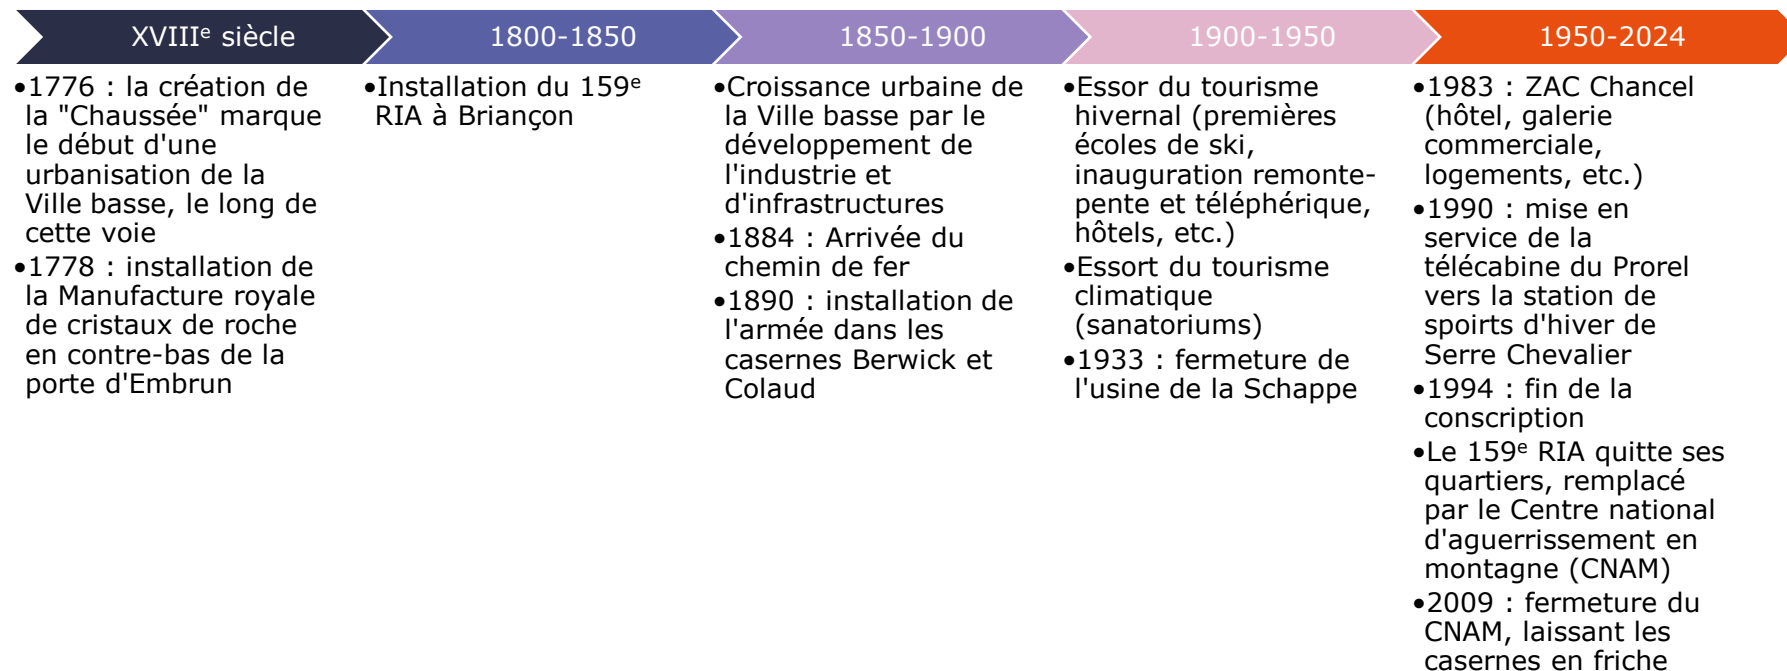 XVIIIe siècle
•1776 : la création de
la "Chaussée" marque
le début d'une
urbanisation de la
Ville basse, le long de
cette voie
•1778 : installation de
la Manufacture royale
de cristaux de roche
en contre-bas de la
porte d'Embrun
1800-1850
•Installation du 159e
RIA à Briançon
1850-1900
•Croissance urbaine de
la Ville basse par le
développement de
l'industrie et
d'infrastructures
•1884 : Arrivée du
chemin de fer
•1890 : installation de
l'armée dans les
casernes Berwick et
Colaud
1900-1950
•Essor du tourisme
hivernal (premières
écoles de ski,
inauguration remonte-
pente et téléphérique,
hôtels, etc.)
•Essort du tourisme
climatique
(sanatoriums)
•1933 : fermeture de
l'usine de la Schappe
1950-2024
•1983 : ZAC Chancel
(hôtel, galerie
commerciale,
logements, etc.)
•1990 : mise en
service de la
télécabine du Prorel
vers la station de
spoirts d'hiver de
Serre Chevalier
•1994 : fin de la
conscription
•Le 159e RIA quitte ses
quartiers, remplacé
par le Centre national
d'aguerrissement en
montagne (CNAM)
•2009 : fermeture du
CNAM, laissant les
casernes en friche